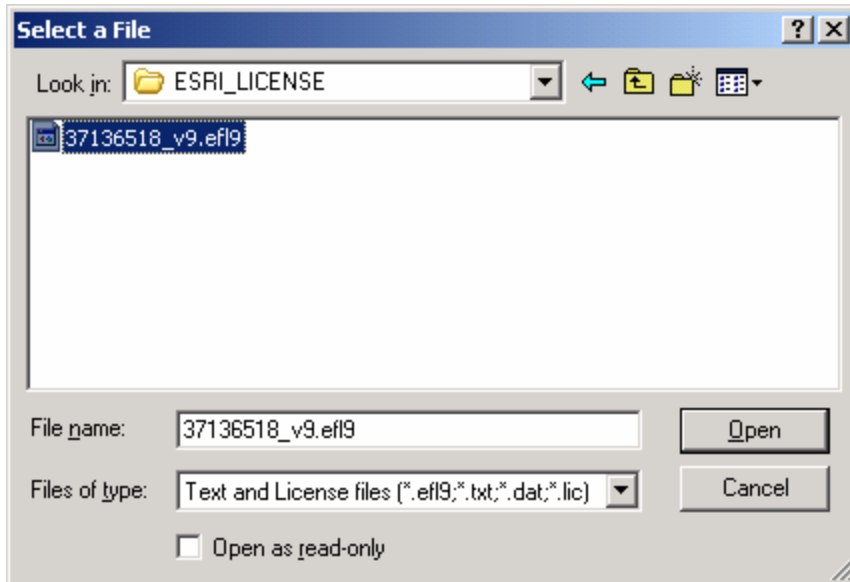 Select a File
Look in: ESRI_LICENSE
37136518_v9.efl9
File name: 37136518_v9.efl9 Open
Files of type: Text and License files (*.efl9;*.txt;*.dat;*.lic) Cancel
Open as read-only